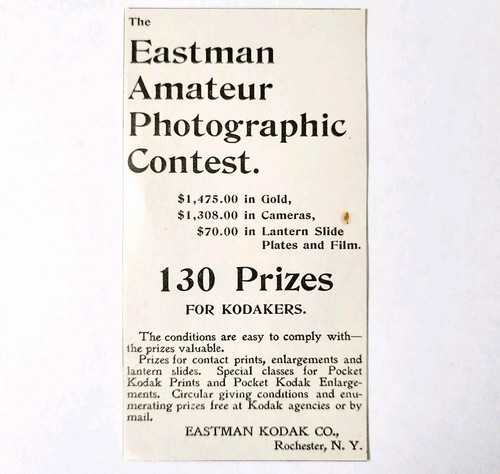 The
Eastman
Amateur
Photographic
Contest.
$1,475.00 in Gold,
$1,308.00 in Cameras,
$70.00 in Lantern Slide
Plates and Film.
130 Prizes
FOR KODAKERS.
The conditions are easy to comply with—
the prizes valuable.
Prizes for contact prints, enlargements and
lantern slides. Special classes for Pocket
Kodak Prints and Pocket Kodak Enlarge-
ments. Circular giving conditions and enu-
merating prizes free at Kodak agencies or by
mail.
EASTMAN KODAK CO.,
Rochester, N. Y.